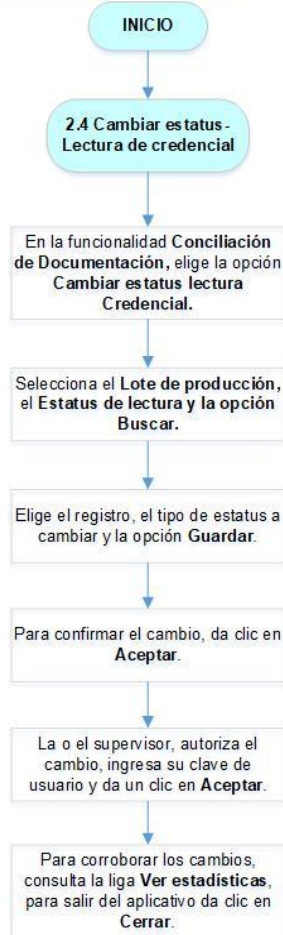 INICIO
2.4 Cambiar estatus -
Lectura de credencial
En la funcionalidad Conciliación
de Documentación, elige la opción
Cambiar estatus lectura
Credencial.
Selecciona el Lote de producción,
el Estatus de lectura y la opción
Buscar.
Elige el registro, el tipo de estatus a
cambiar y la opción Guardar.
Para confirmar el cambio, da clic en
Aceptar.
La o el supervisor, autoriza el
cambio, ingresa su clave de
usuario y da un clic en Aceptar.
Para corroborar los cambios,
consulta la liga Ver estadísticas,
para salir del aplicativo da clic en
Cerrar.